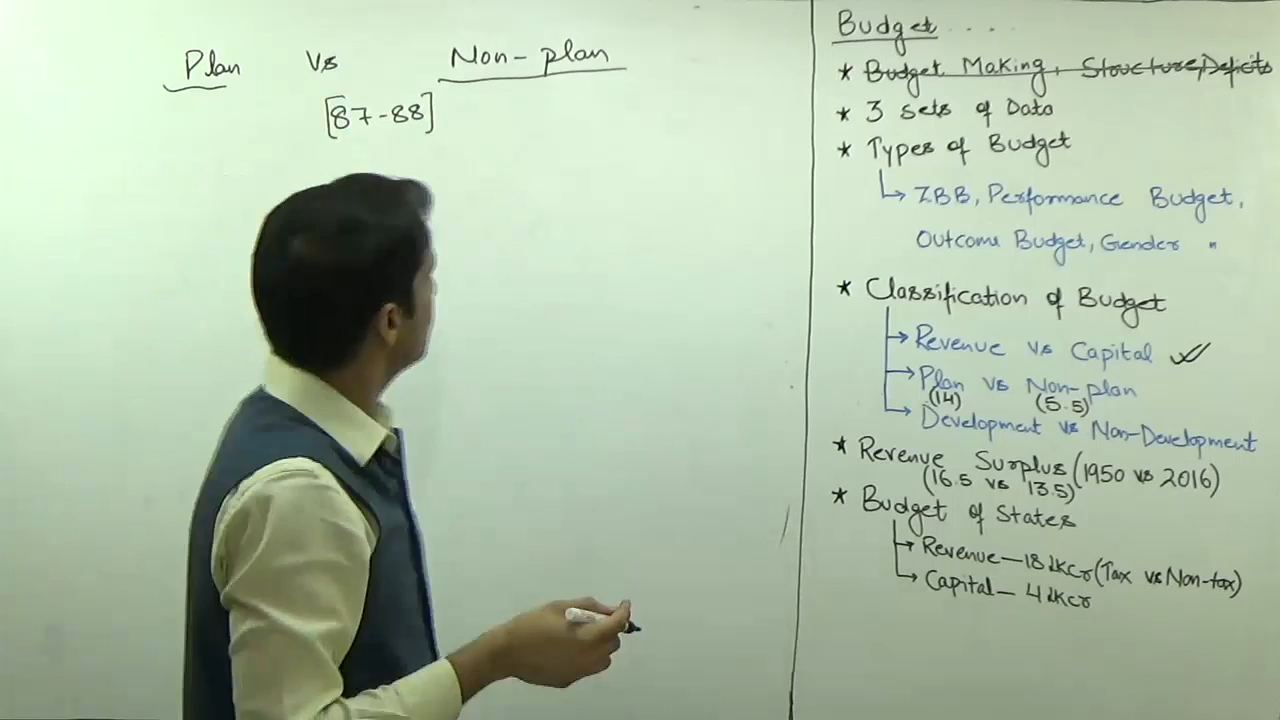 Plan vs Non-plan
[87-88]
Budget ....
* Budget Making, Structure, Deficits
* 3 Sets of Data
* Types of Budget
ZBB, Performance Budget,
Outcome Budget, Gender "
* Classification of Budget
Revenue vs Capital ✓
Plan vs Non-plan
(14) (5.5)
Development vs Non-Development
* Revenue Surplus (1950 vs 2016)
(16.5 vs 13.5)
* Budget of States
Revenue - 18 LKCr (Tax vs Non-tax)
Capital - 4 LKCr